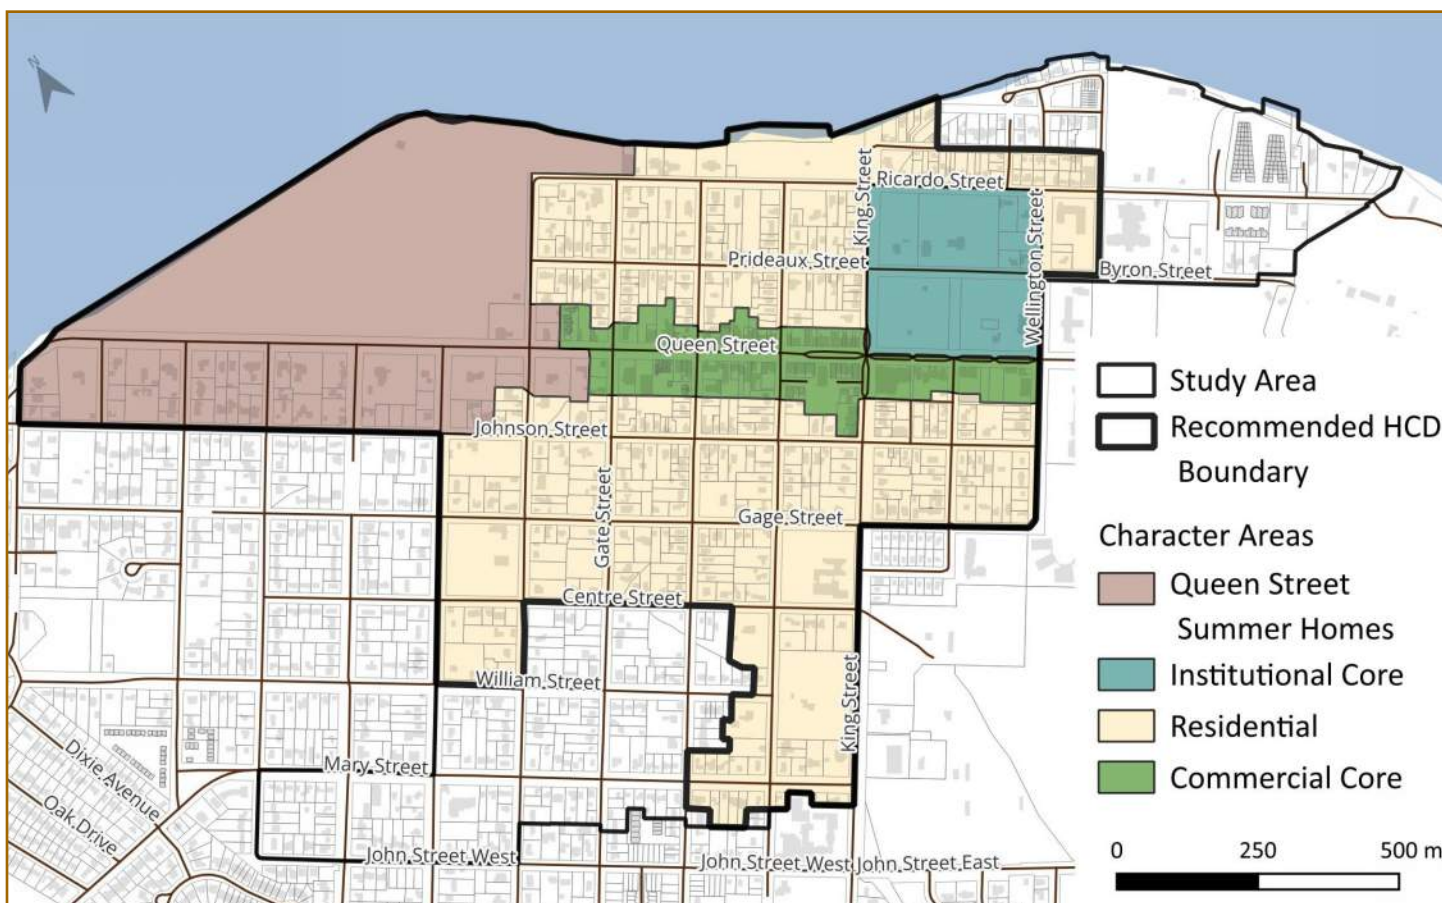 N
Ricardo Street
King Street
Prideaux Street
Wellington Street
Byron Street
Queen Street
Johnson Street
Gate Street
Gage Street
Centre Street
William Street
King Street
Mary Street
Dixie Avenue
Oak Drive
John Street West
John Street West
John Street East
Study Area
Recommended HCD
Boundary
Character Areas
Queen Street
Summer Homes
Institutional Core
Residential
Commercial Core
0 250 500 m